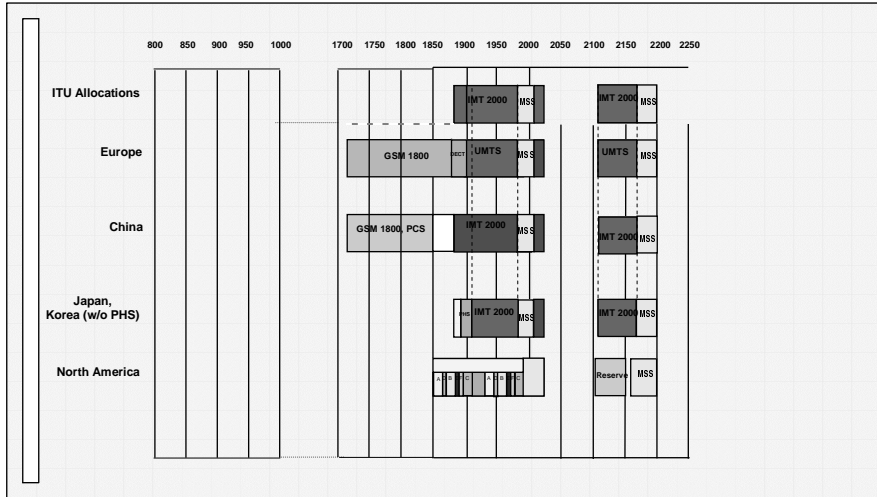 800 850 900 950 1000 1700 1750 1800 1850 1900 1950 2000 2050 2100 2150 2200 2250
ITU Allocations IMT 2000 MSS IMT 2000 MSS
Europe GSM 1800 DECT UMTS MSS UMTS MSS
China GSM 1800, PCS IMT 2000 MSS IMT 2000 MSS
Japan,
Korea (w/o PHS) PHS IMT 2000 MSS IMT 2000 MSS
North America A B C A B C Reserve MSS